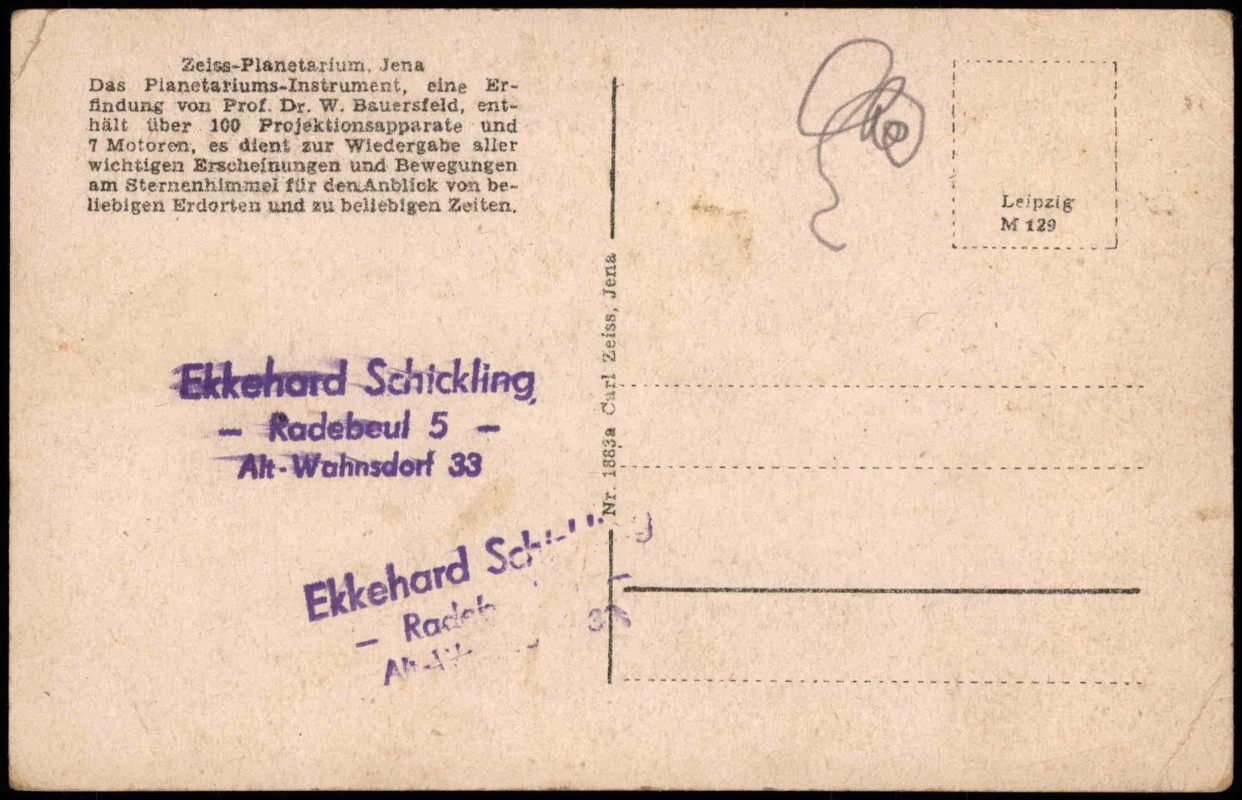 Zeiss-Planetarium, Jena
Das Planetariums-Instrument, eine Er-
findung von Prof. Dr. W. Bauersfeld, ent-
hält über 100 Projektionsapparate und
7 Motoren, es dient zur Wiedergabe aller
wichtigen Erscheinungen und Bewegungen
am Sternenhimmel für den Anblick von be-
liebigen Erdorten und zu beliebigen Zeiten.
Ekkehard Schickling
– Radebeul 5 –
Alt-Wahnsdorf 33
Ekkehard
Nr. 1883a Carl Zeiss, Jena
Leipzig
M 129